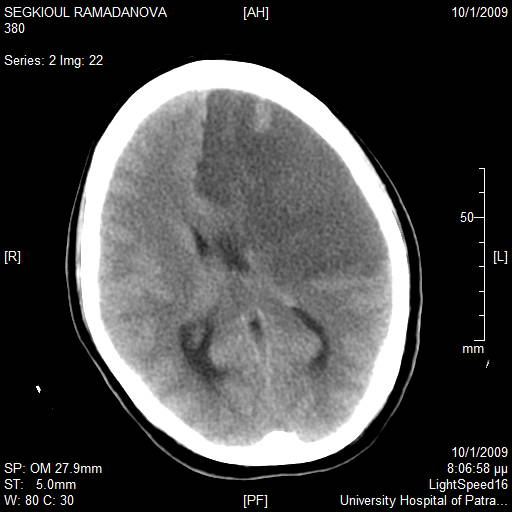 SEGKIOUL RAMADANOVA
380
Series: 2 Img: 22
[AH]
10/1/2009
[R]
50
mm
[L]
SP: OM 27.9mm
ST: 5.0mm
W: 80 C: 30
[PF]
10/1/2009
8:06:58 μμ
LightSpeed16
University Hospital of Patra...